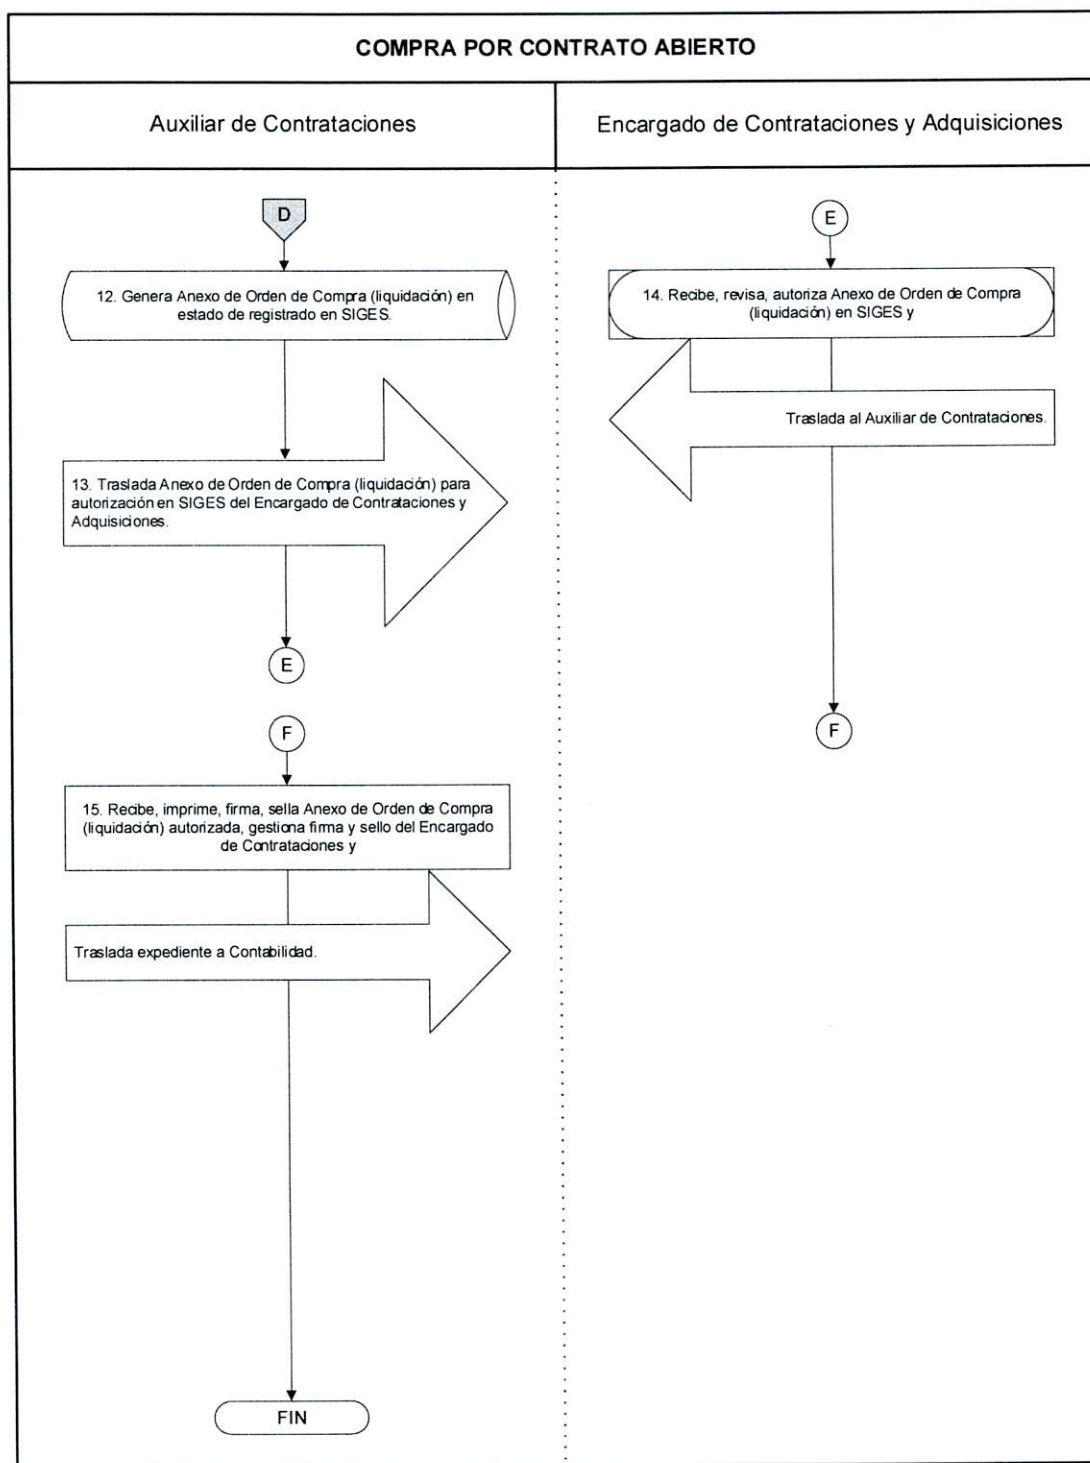 COMPRA POR CONTRATO ABIERTO
Auxiliar de Contrataciones
Encargado de Contrataciones y Adquisiciones
D
12. Genera Anexo de Orden de Compra (liquidación) en
estado de registrado en SIGES.
13. Traslada Anexo de Orden de Compra (liquidación) para
autorización en SIGES del Encargado de Contrataciones y
Adquisiciones.
E
F
15. Recibe, imprime, firma, sella Anexo de Orden de Compra
(liquidación) autorizada, gestiona firma y sello del Encargado
de Contrataciones y
Traslada expediente a Contabilidad.
FIN
E
14. Recibe, revisa, autoriza Anexo de Orden de Compra
(liquidación) en SIGES y
Traslada al Auxiliar de Contrataciones.
F